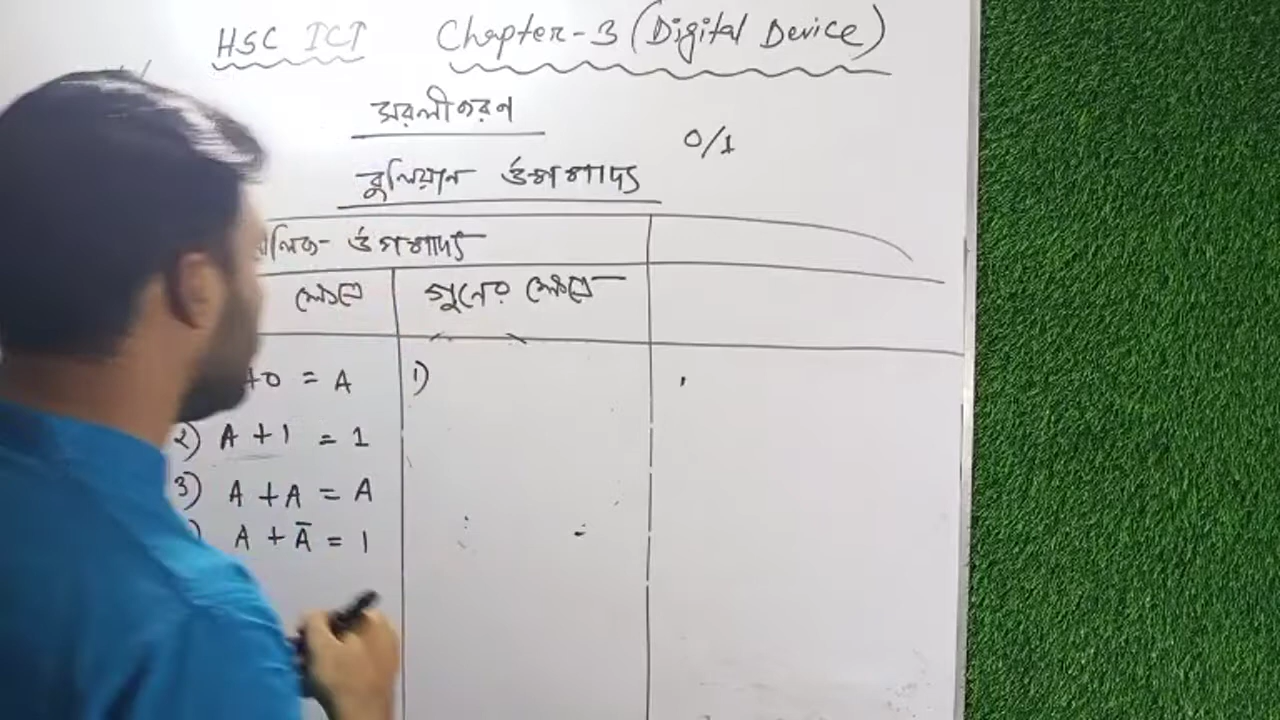 HSC ICT Chapter-3 (Digital Device)
সরলীকরণ
0/1
বুলিয়ান উপপাদ্য
লিক- উপপাদ্য
ক্ষেত্রে গুনের ক্ষেত্রে
A+0 = A 1)
2) A + 1 = 1
3) A + A = A
) A + Ā = 1